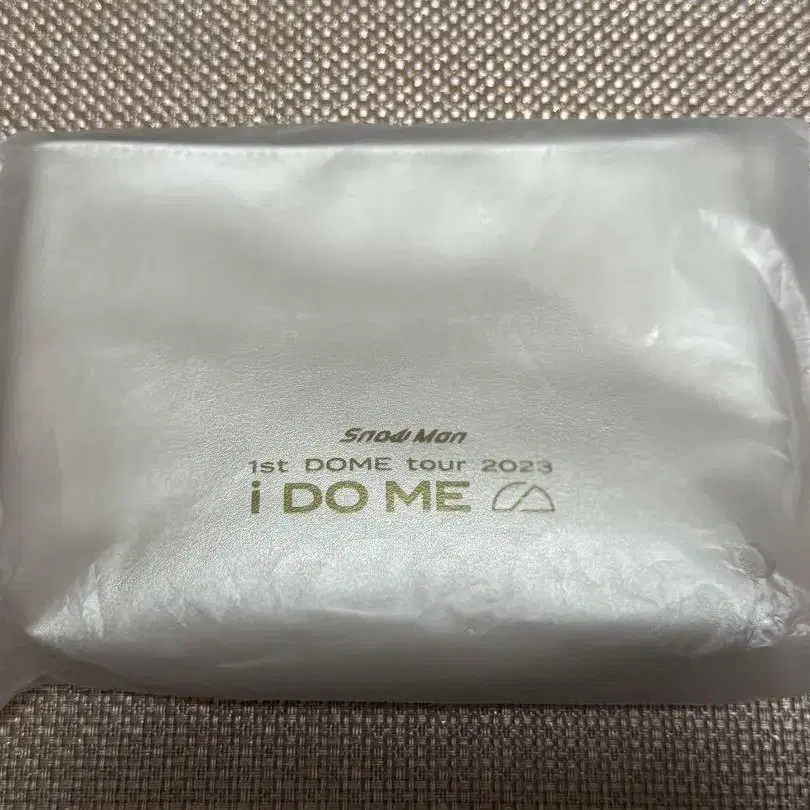 Snow Man
1st DOME tour 2023
i DO ME